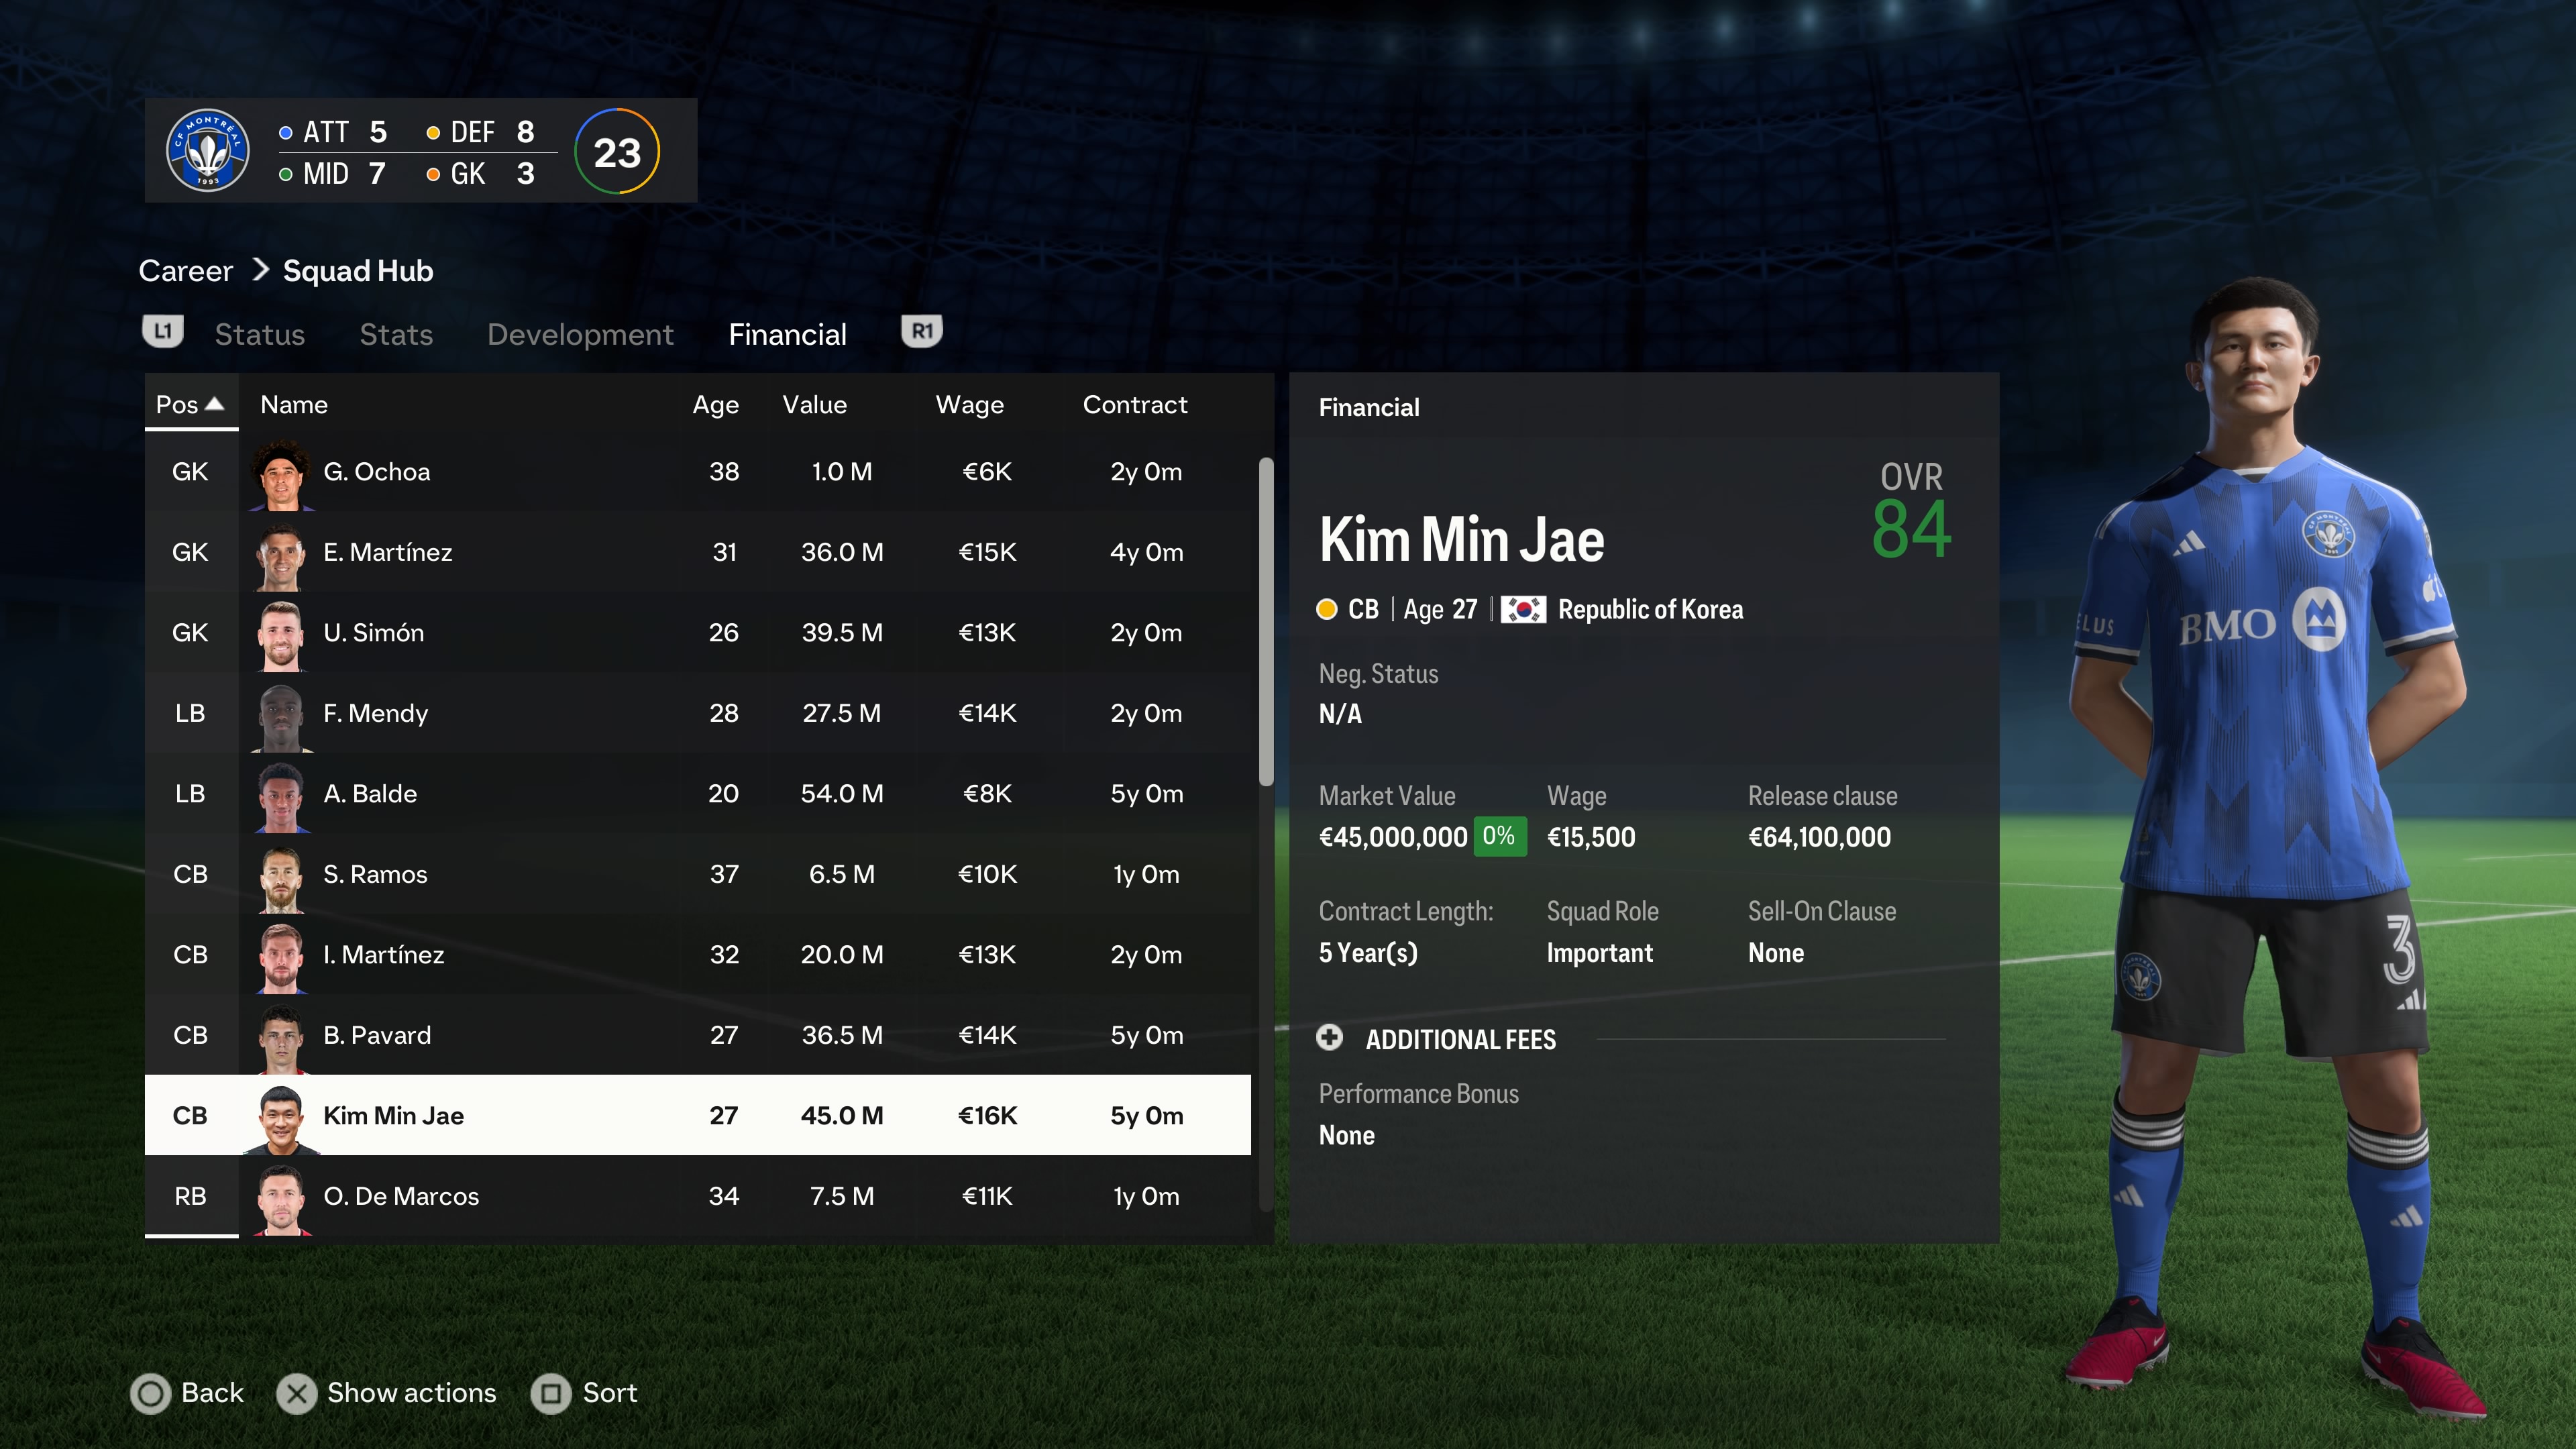 CF MONTRÉAL
1993
ATT 5 DEF 8
MID 7 GK 3
23
Career > Squad Hub
L1 Status Stats Development Financial R1
Pos Name Age Value Wage Contract
GK G. Ochoa 38 1.0 M €6K 2y 0m
GK E. Martínez 31 36.0 M €15K 4y 0m
GK U. Simón 26 39.5 M €13K 2y 0m
LB F. Mendy 28 27.5 M €14K 2y 0m
LB A. Balde 20 54.0 M €8K 5y 0m
CB S. Ramos 37 6.5 M €10K 1y 0m
CB I. Martínez 32 20.0 M €13K 2y 0m
CB B. Pavard 27 36.5 M €14K 5y 0m
CB Kim Min Jae 27 45.0 M €16K 5y 0m
RB O. De Marcos 34 7.5 M €11K 1y 0m
Financial
OVR
84
Kim Min Jae
CB | Age 27 | Republic of Korea
Neg. Status
N/A
Market Value Wage Release clause
€45,000,000 0% €15,500 €64,100,000
Contract Length: Squad Role Sell-On Clause
5 Year(s) Important None
ADDITIONAL FEES
Performance Bonus
None
ELUS
BMO
3
Back Show actions Sort